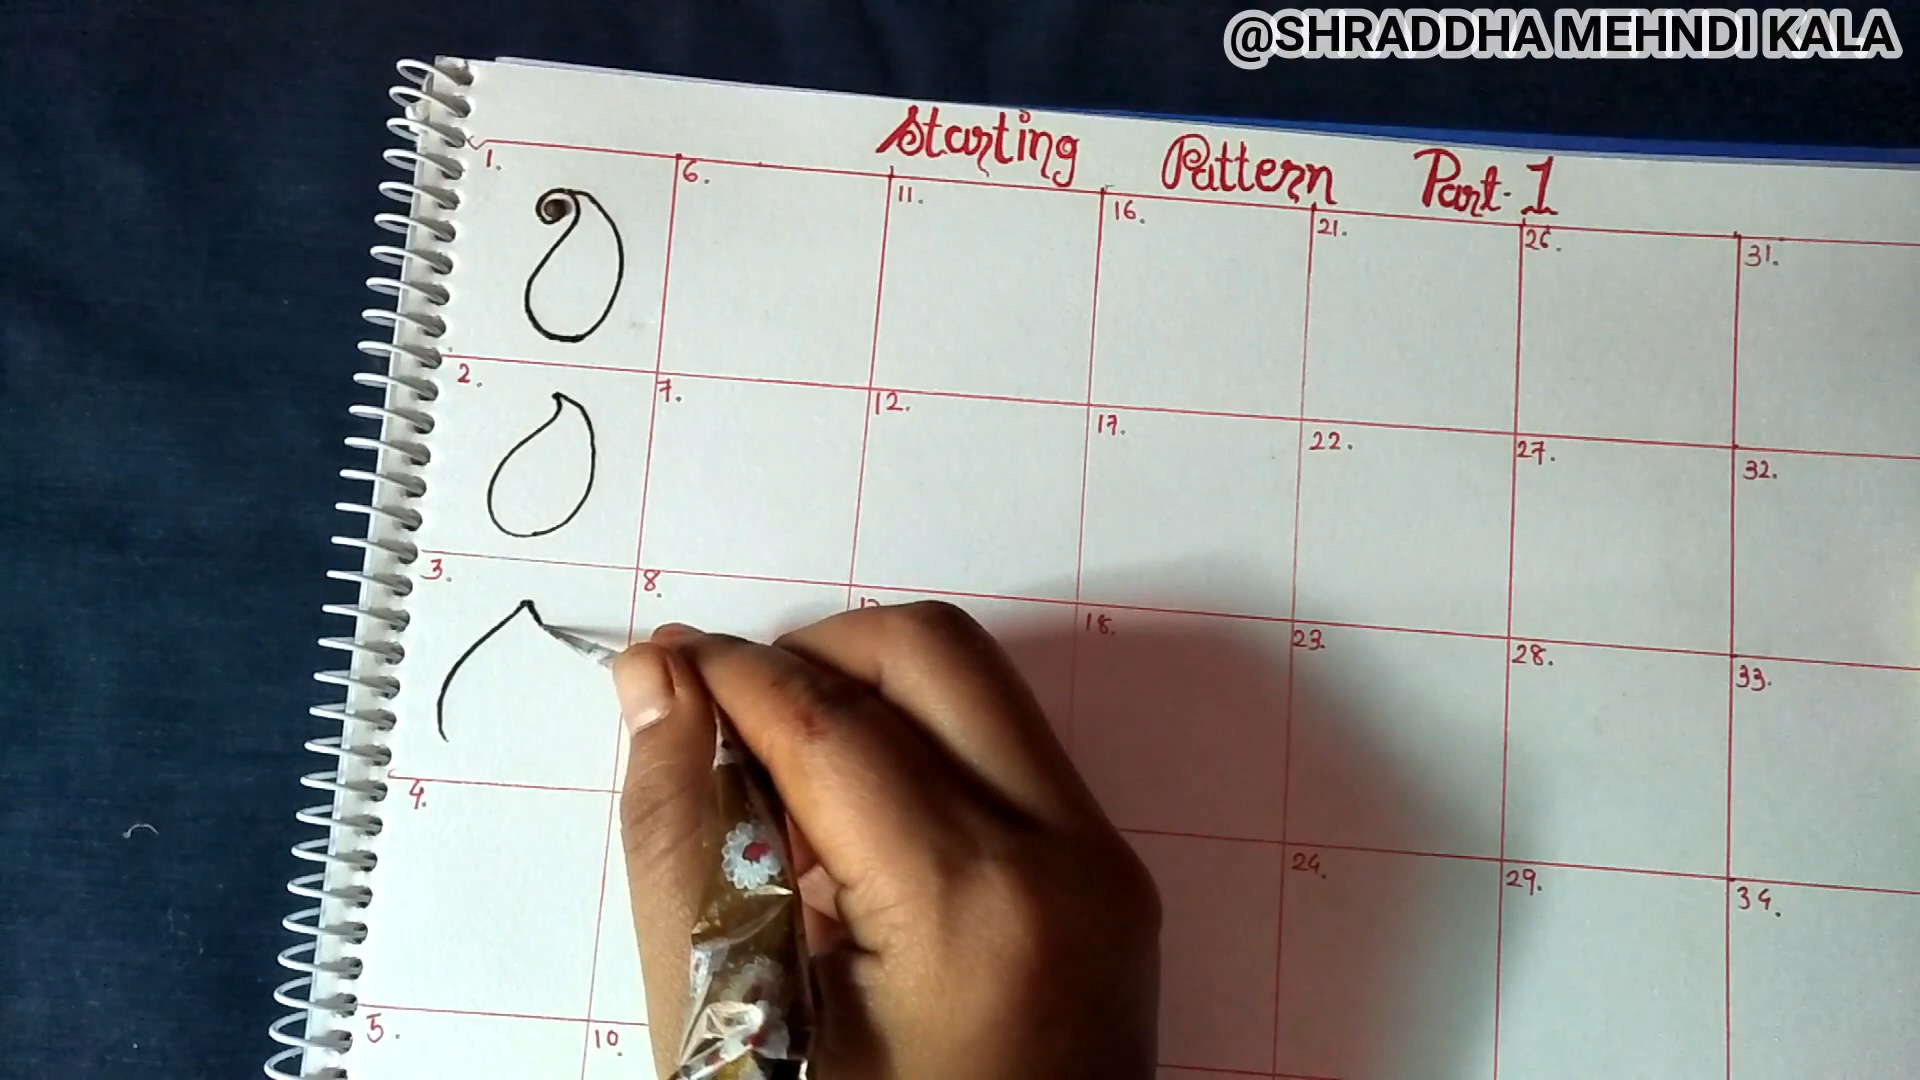 @SHRADDHA MEHNDI KALA
Starting Pattern Part-1
1. 6. 11. 16. 21. 26. 31.
2. 7. 12. 17. 22. 27. 32.
3. 8. 18. 23. 28. 33.
4. 24. 29. 34.
5. 10.